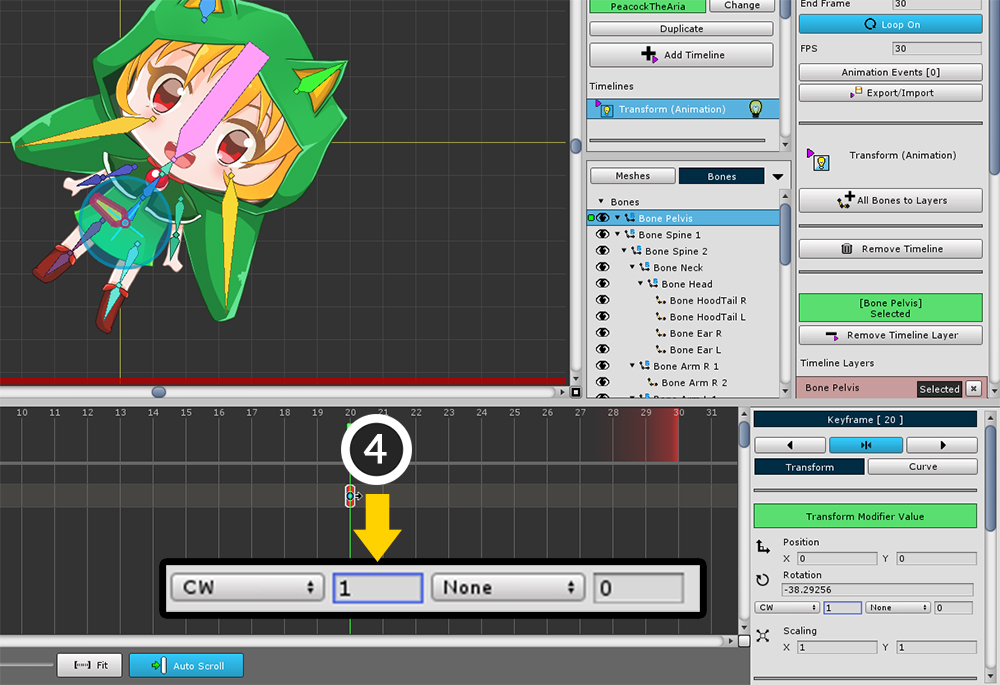 PeacockTheAria
Change
Duplicate
Add Timeline
Timelines
Transform (Animation)
Meshes
Bones
Bones
Bone Pelvis
Bone Spine 1
Bone Spine 2
Bone Neck
Bone Head
Bone HoodTail R
Bone HoodTail L
Bone Ear R
Bone Ear L
Bone Arm R 1
Bone Arm R 2
End Frame
30
Loop On
FPS
30
Animation Events [0]
Export/Import
Transform (Animation)
All Bones to Layers
Remove Timeline
[Bone Pelvis]
Selected
Remove Timeline Layer
Timeline Layers
Bone Pelvis
Selected
10 11 12 13 14 15 16 17 18 19 20 21 22 23 24 25 26 27 28 29 30 31
4
CW 1 None 0
Fit
Auto Scroll
Keyframe [ 20 ]
Transform
Curve
Transform Modifier Value
Position
X 0 Y 0
Rotation
-38.29256
CW 1 None 0
Scaling
X 1 Y 1